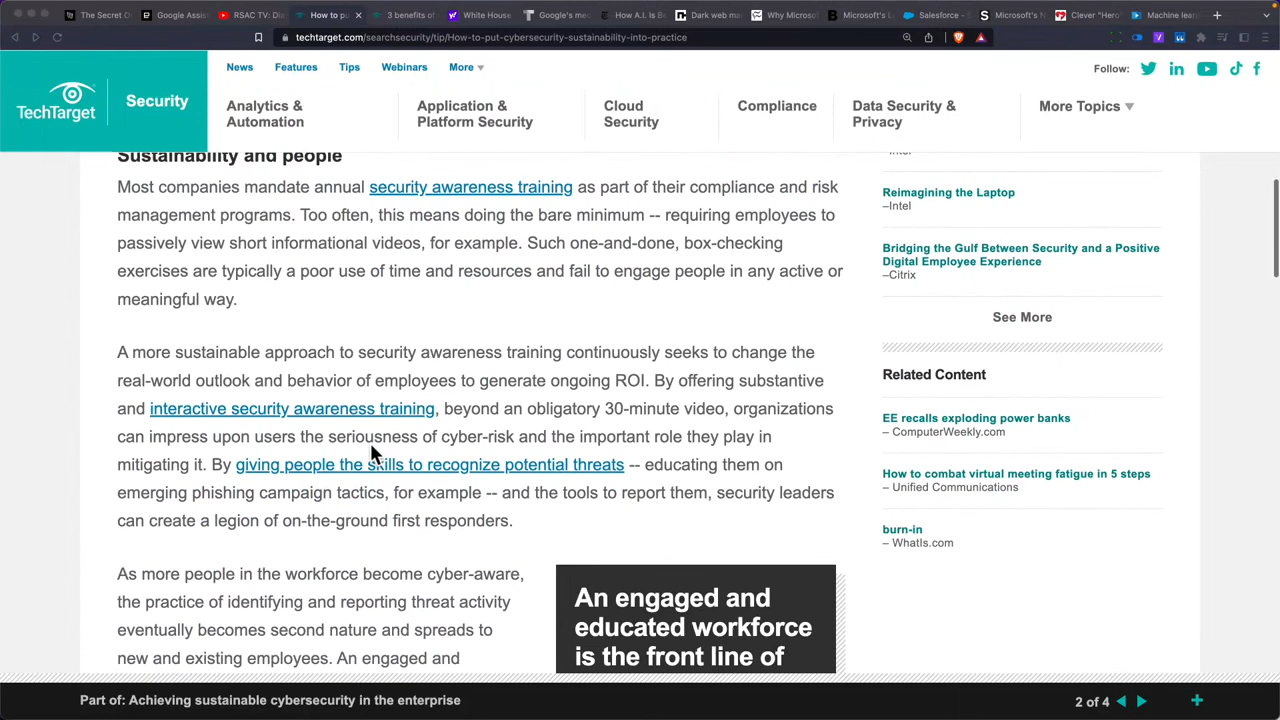 The Secret O
Google Assis
RSAC TV: Di
How to p
3 benefits of
White House
Google's me
How A.I. Is B
Dark web ma
Why Microso
Microsoft's L
Salesforce - S
Microsoft's N
Clever "Hero
Machine lear
techtarget.com/searchsecurity/tip/How-to-put-cybersecurity-sustainability-into-practice
TechTarget
Security
News Features Tips Webinars More
Follow:
Analytics &
Automation
Application &
Platform Security
Cloud
Security
Compliance
Data Security &
Privacy
More Topics
Sustainability and people
Most companies mandate annual security awareness training as part of their compliance and risk
management programs. Too often, this means doing the bare minimum -- requiring employees to
passively view short informational videos, for example. Such one-and-done, box-checking
exercises are typically a poor use of time and resources and fail to engage people in any active or
meaningful way.
A more sustainable approach to security awareness training continuously seeks to change the
real-world outlook and behavior of employees to generate ongoing ROI. By offering substantive
and interactive security awareness training, beyond an obligatory 30-minute video, organizations
can impress upon users the seriousness of cyber-risk and the important role they play in
mitigating it. By giving people the skills to recognize potential threats -- educating them on
emerging phishing campaign tactics, for example -- and the tools to report them, security leaders
can create a legion of on-the-ground first responders.
As more people in the workforce become cyber-aware,
the practice of identifying and reporting threat activity
eventually becomes second nature and spreads to
new and existing employees. An engaged and
An engaged and
educated workforce
is the front line of
–Intel
Reimagining the Laptop
–Intel
Bridging the Gulf Between Security and a Positive
Digital Employee Experience
–Citrix
See More
Related Content
EE recalls exploding power banks
– ComputerWeekly.com
How to combat virtual meeting fatigue in 5 steps
– Unified Communications
burn-in
– WhatIs.com
Part of: Achieving sustainable cybersecurity in the enterprise
2 of 4